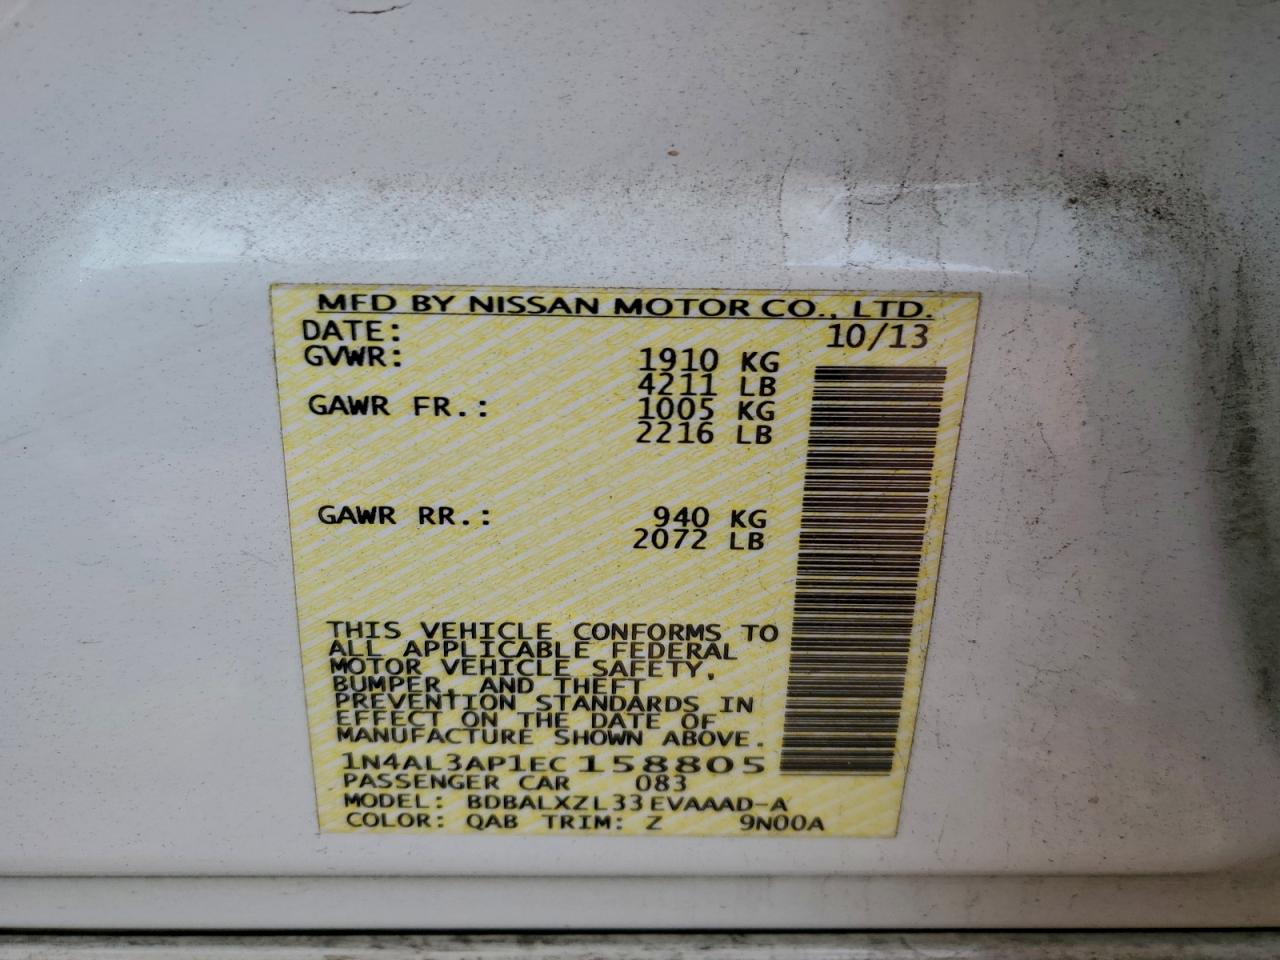 MFD BY NISSAN MOTOR CO., LTD.
DATE: 10/13
GVWR: 1910 KG
4211 LB
GAWR FR.: 1005 KG
2216 LB
GAWR RR.: 940 KG
2072 LB
THIS VEHICLE CONFORMS TO
ALL APPLICABLE FEDERAL
MOTOR VEHICLE SAFETY,
BUMPER, AND THEFT
PREVENTION STANDARDS IN
EFFECT ON THE DATE OF
MANUFACTURE SHOWN ABOVE.
1N4AL3AP1EC158805
PASSENGER CAR 083
MODEL: BDBALXZL33EVAAAD-A
COLOR: QAB TRIM: Z 9N00A